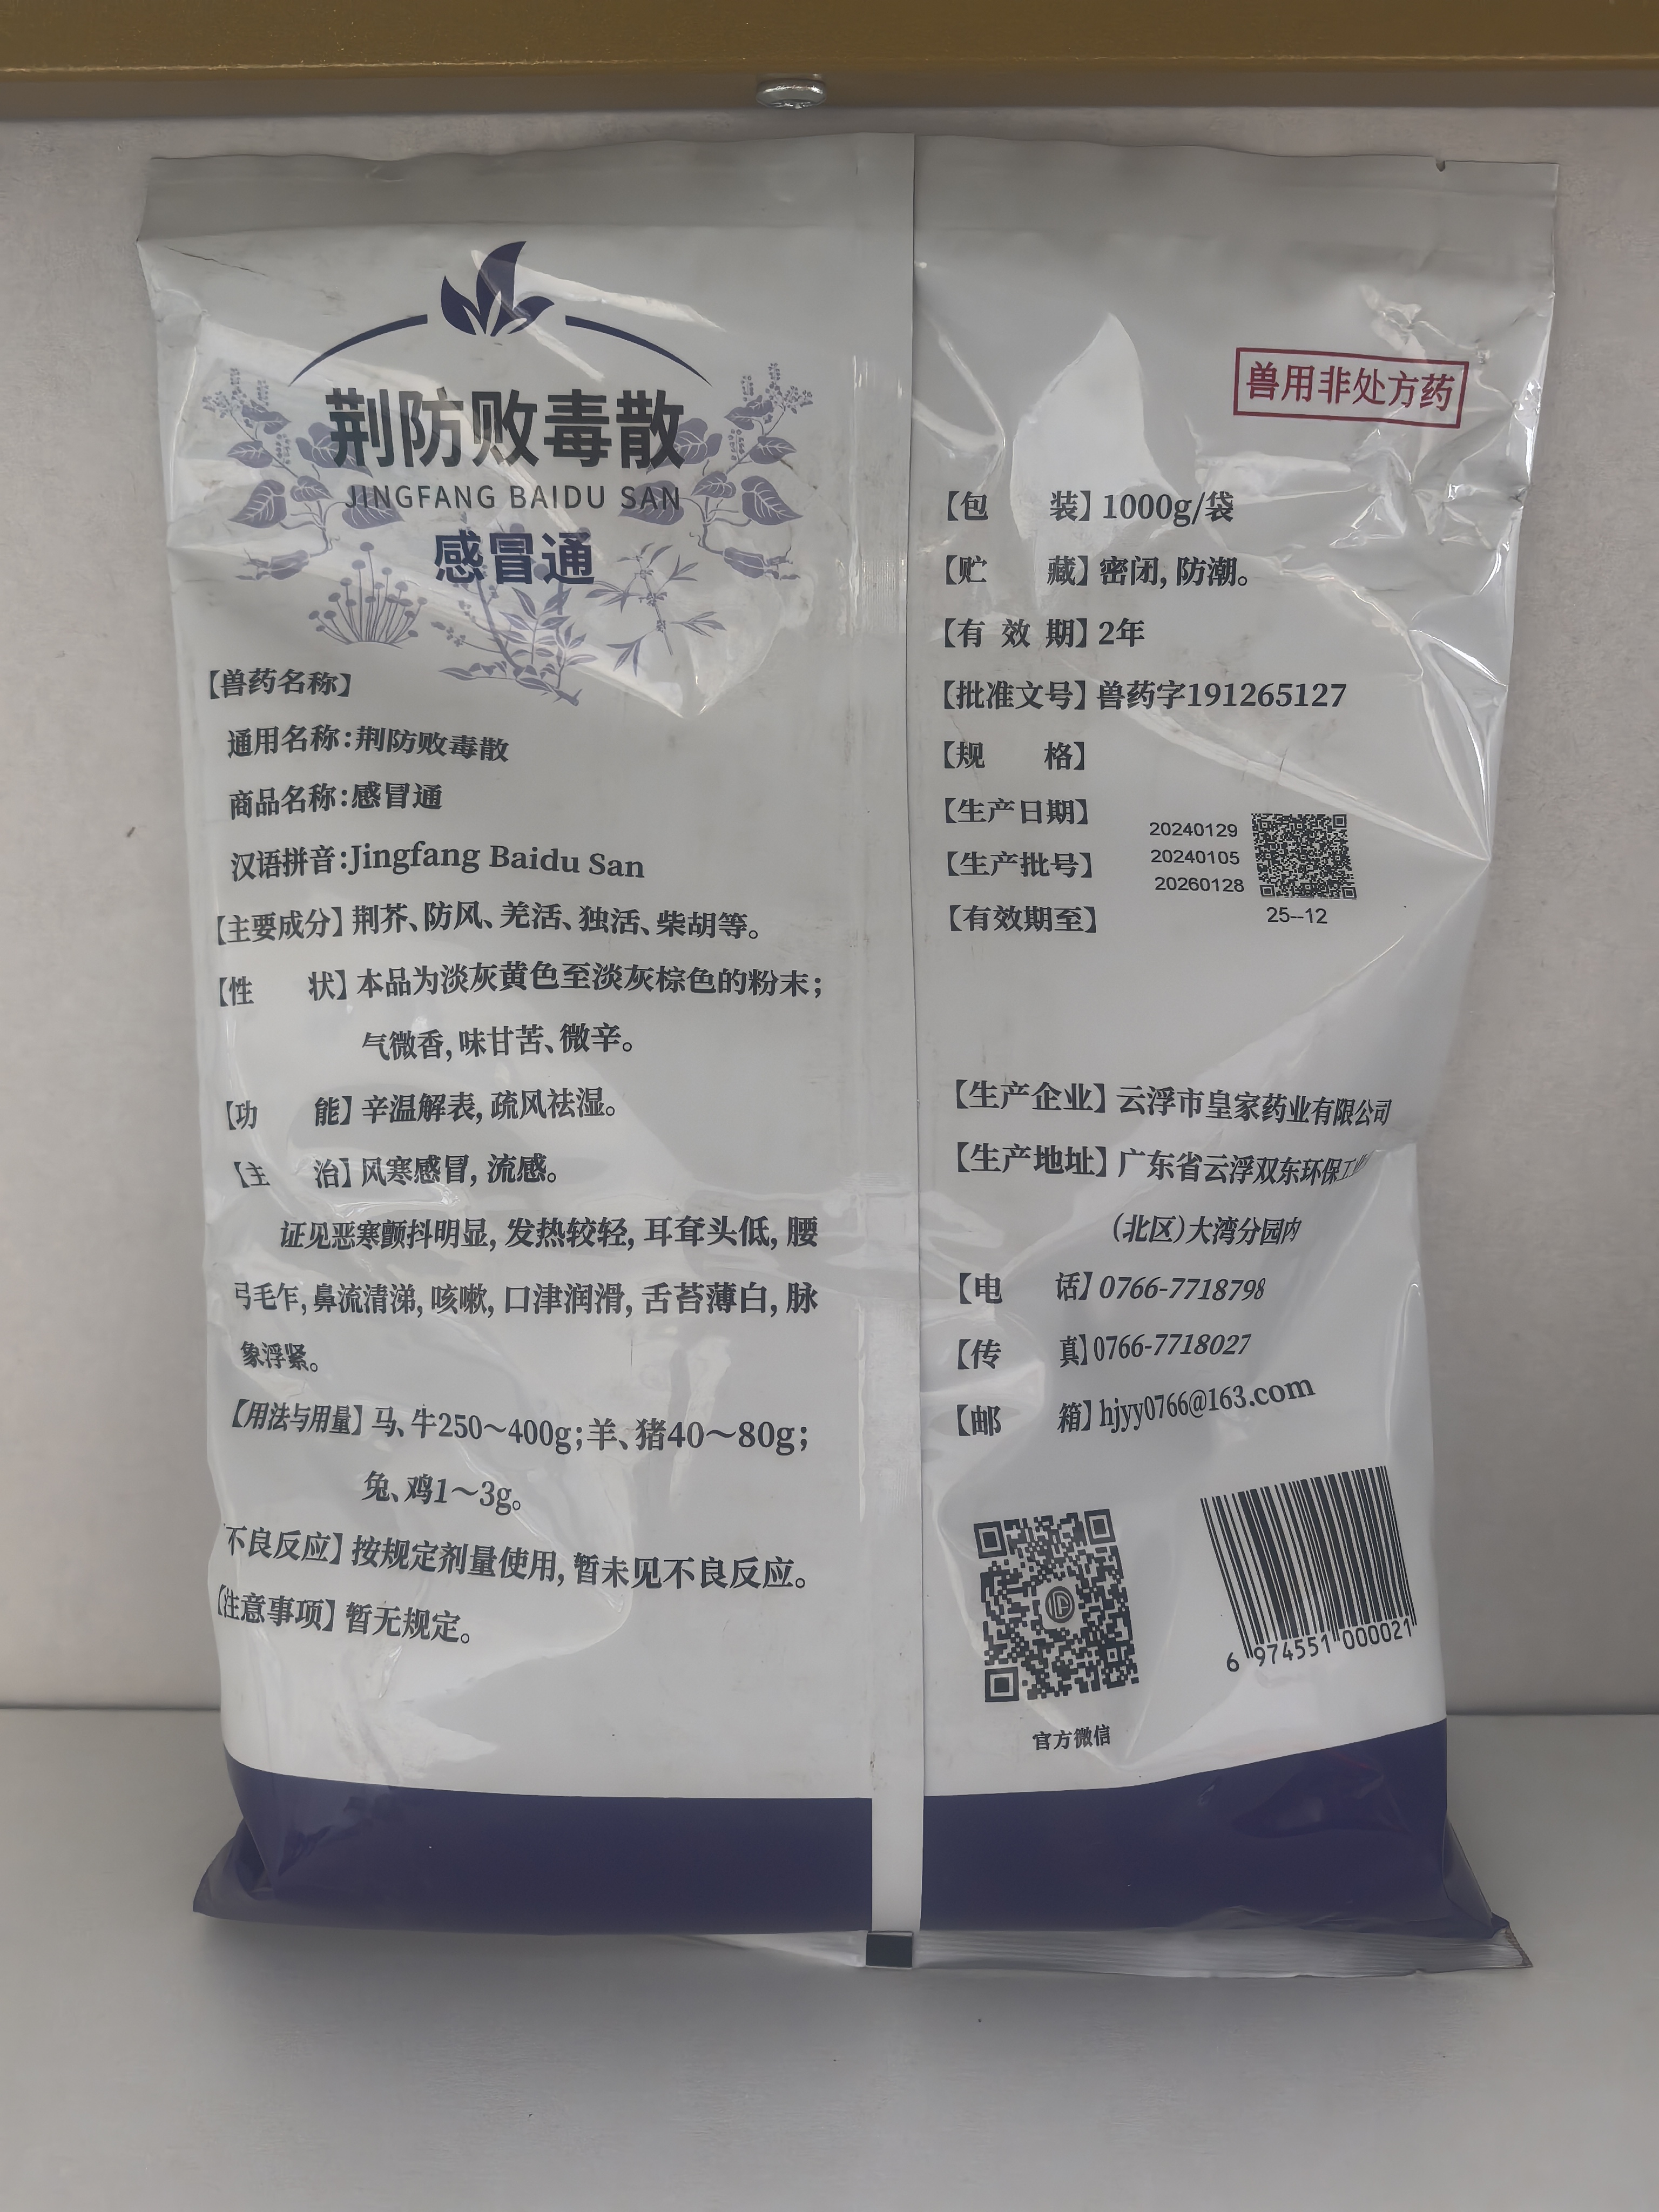 荆防败毒散
JINGFANG BAIDU SAN
感冒通
【兽药名称】
通用名称:荆防败毒散
商品名称:感冒通
汉语拼音:Jingfang Baidu San
【主要成分】荆芥、防风、羌活、独活、柴胡等。
【性 状】本品为淡灰黄色至淡灰棕色的粉末;
气微香,味甘苦、微辛。
【功 能】辛温解表,疏风祛湿。
【主 治】风寒感冒,流感。
证见恶寒颤抖明显,发热较轻,耳耷头低,腰
弓毛乍,鼻流清涕,咳嗽,口津润滑,舌苔薄白,脉
象浮紧。
【用法与用量】马、牛250～400g;羊、猪40～80g;
兔、鸡1～3g。
不良反应】按规定剂量使用,暂未见不良反应。
【注意事项】暂无规定。
兽用非处方药
【包 装】1000g/袋
【贮 藏】密闭,防潮。
【有 效 期】2年
【批准文号】兽药字191265127
【规 格】
【生产日期】
20240129
【生产批号】
20240105
20260128
【有效期至】
25--12
【生产企业】云浮市皇家药业有限公司
【生产地址】广东省云浮双东环保工
(北区)大湾分园内
【电 话】0766-7718798
【传 真】0766-7718027
【邮 箱】hjyy0766@163.com
官方微信
6 974551 000021